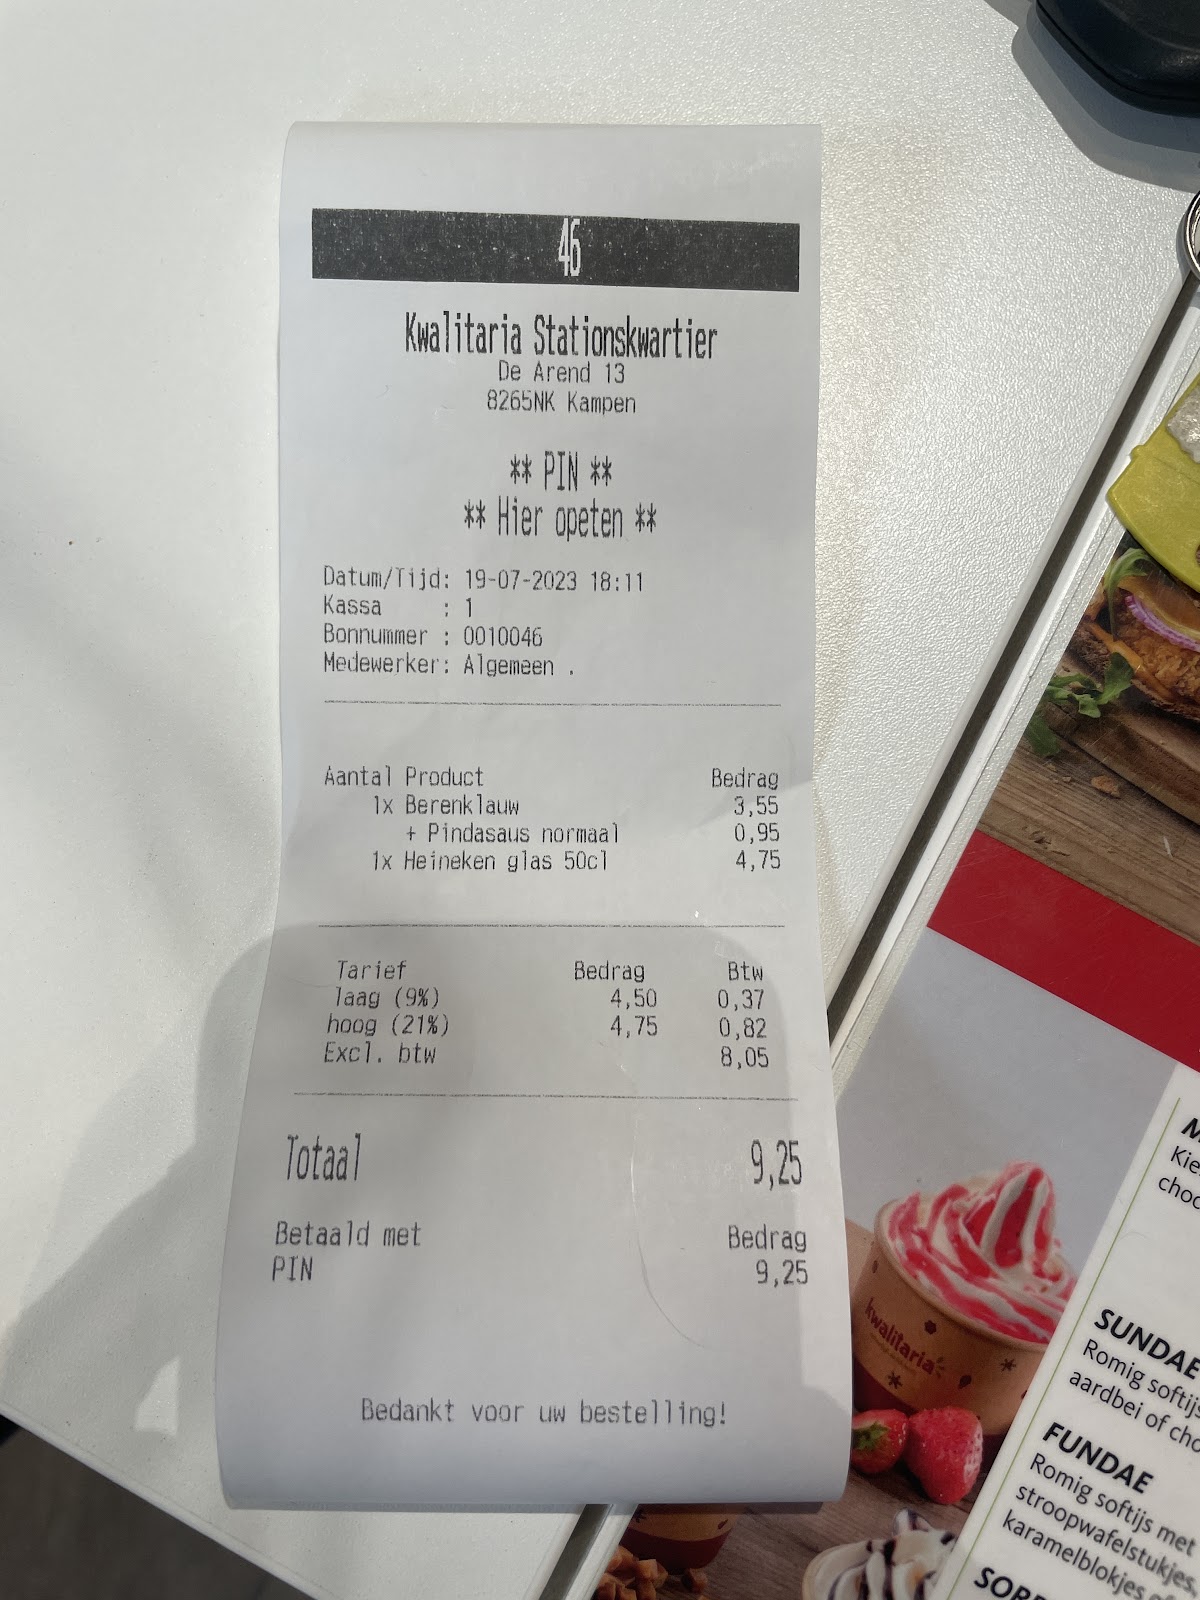 46
Kwalitaria Stationskwartier
De Arend 13
8265NK Kampen
** PIN **
** Hier opeten **
Datum/Tijd: 19-07-2023 18:11
Kassa : 1
Bonnummer : 0010046
Medewerker: Algemeen .
Aantal Product Bedrag
1x Berenklauw 3,55
+ Pindasaus normaal 0,95
1x Heineken glas 50cl 4,75
Tarief Bedrag Btw
laag (9%) 4,50 0,37
hoog (21%) 4,75 0,82
Excl. btw 8,05
Totaal 9,25
Betaald met Bedrag
PIN 9,25
Bedankt voor uw bestelling!
kwalitaria
SUNDAE
Romig softijs
aardbei of
FUNDAE
Romig softijs met
stroopwafelstukjes,
karamelblokjes